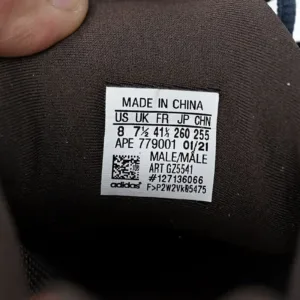 MADE IN CHINA
US UK FR JP CHN
8 7½ 41⅓ 260 255
APE 779001 01/21
MALE/MALE
ART GZ5541
#127136066
adidas F>P2W2Vk05475